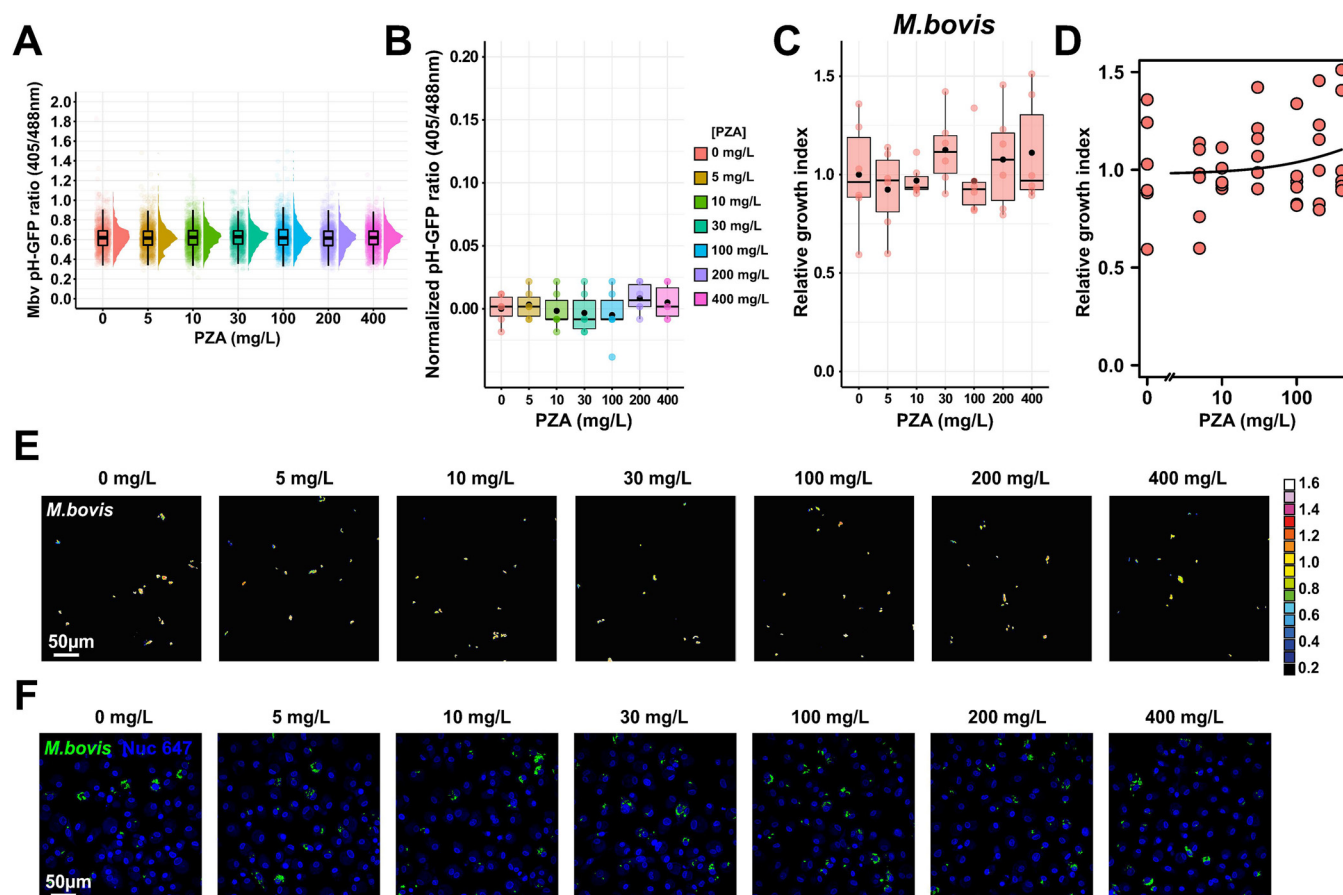 A
Mbv pH-GFP ratio (405/488nm)
2.0
1.8
1.6
1.4
1.2
1.0
0.8
0.6
0.4
0.2
0.0
0 5 10 30 100 200 400
PZA (mg/L)
B
Normalized pH-GFP ratio (405/488nm)
0.20
0.15
0.10
0.05
0.00
0 5 10 30 100 200 400
PZA (mg/L)
[PZA]
0 mg/L
5 mg/L
10 mg/L
30 mg/L
100 mg/L
200 mg/L
400 mg/L
M.bovis
C
Relative growth index
1.5
1.0
0.5
0.0
0 5 10 30 100 200 400
PZA (mg/L)
D
Relative growth index
1.5
1.0
0.5
0.0
0 10 100
PZA (mg/L)
E
0 mg/L 5 mg/L 10 mg/L 30 mg/L 100 mg/L 200 mg/L 400 mg/L
M.bovis
50µm
1.6
1.4
1.2
1.0
0.8
0.6
0.4
0.2
F
0 mg/L 5 mg/L 10 mg/L 30 mg/L 100 mg/L 200 mg/L 400 mg/L
M.bovis Nuc 647
50µm